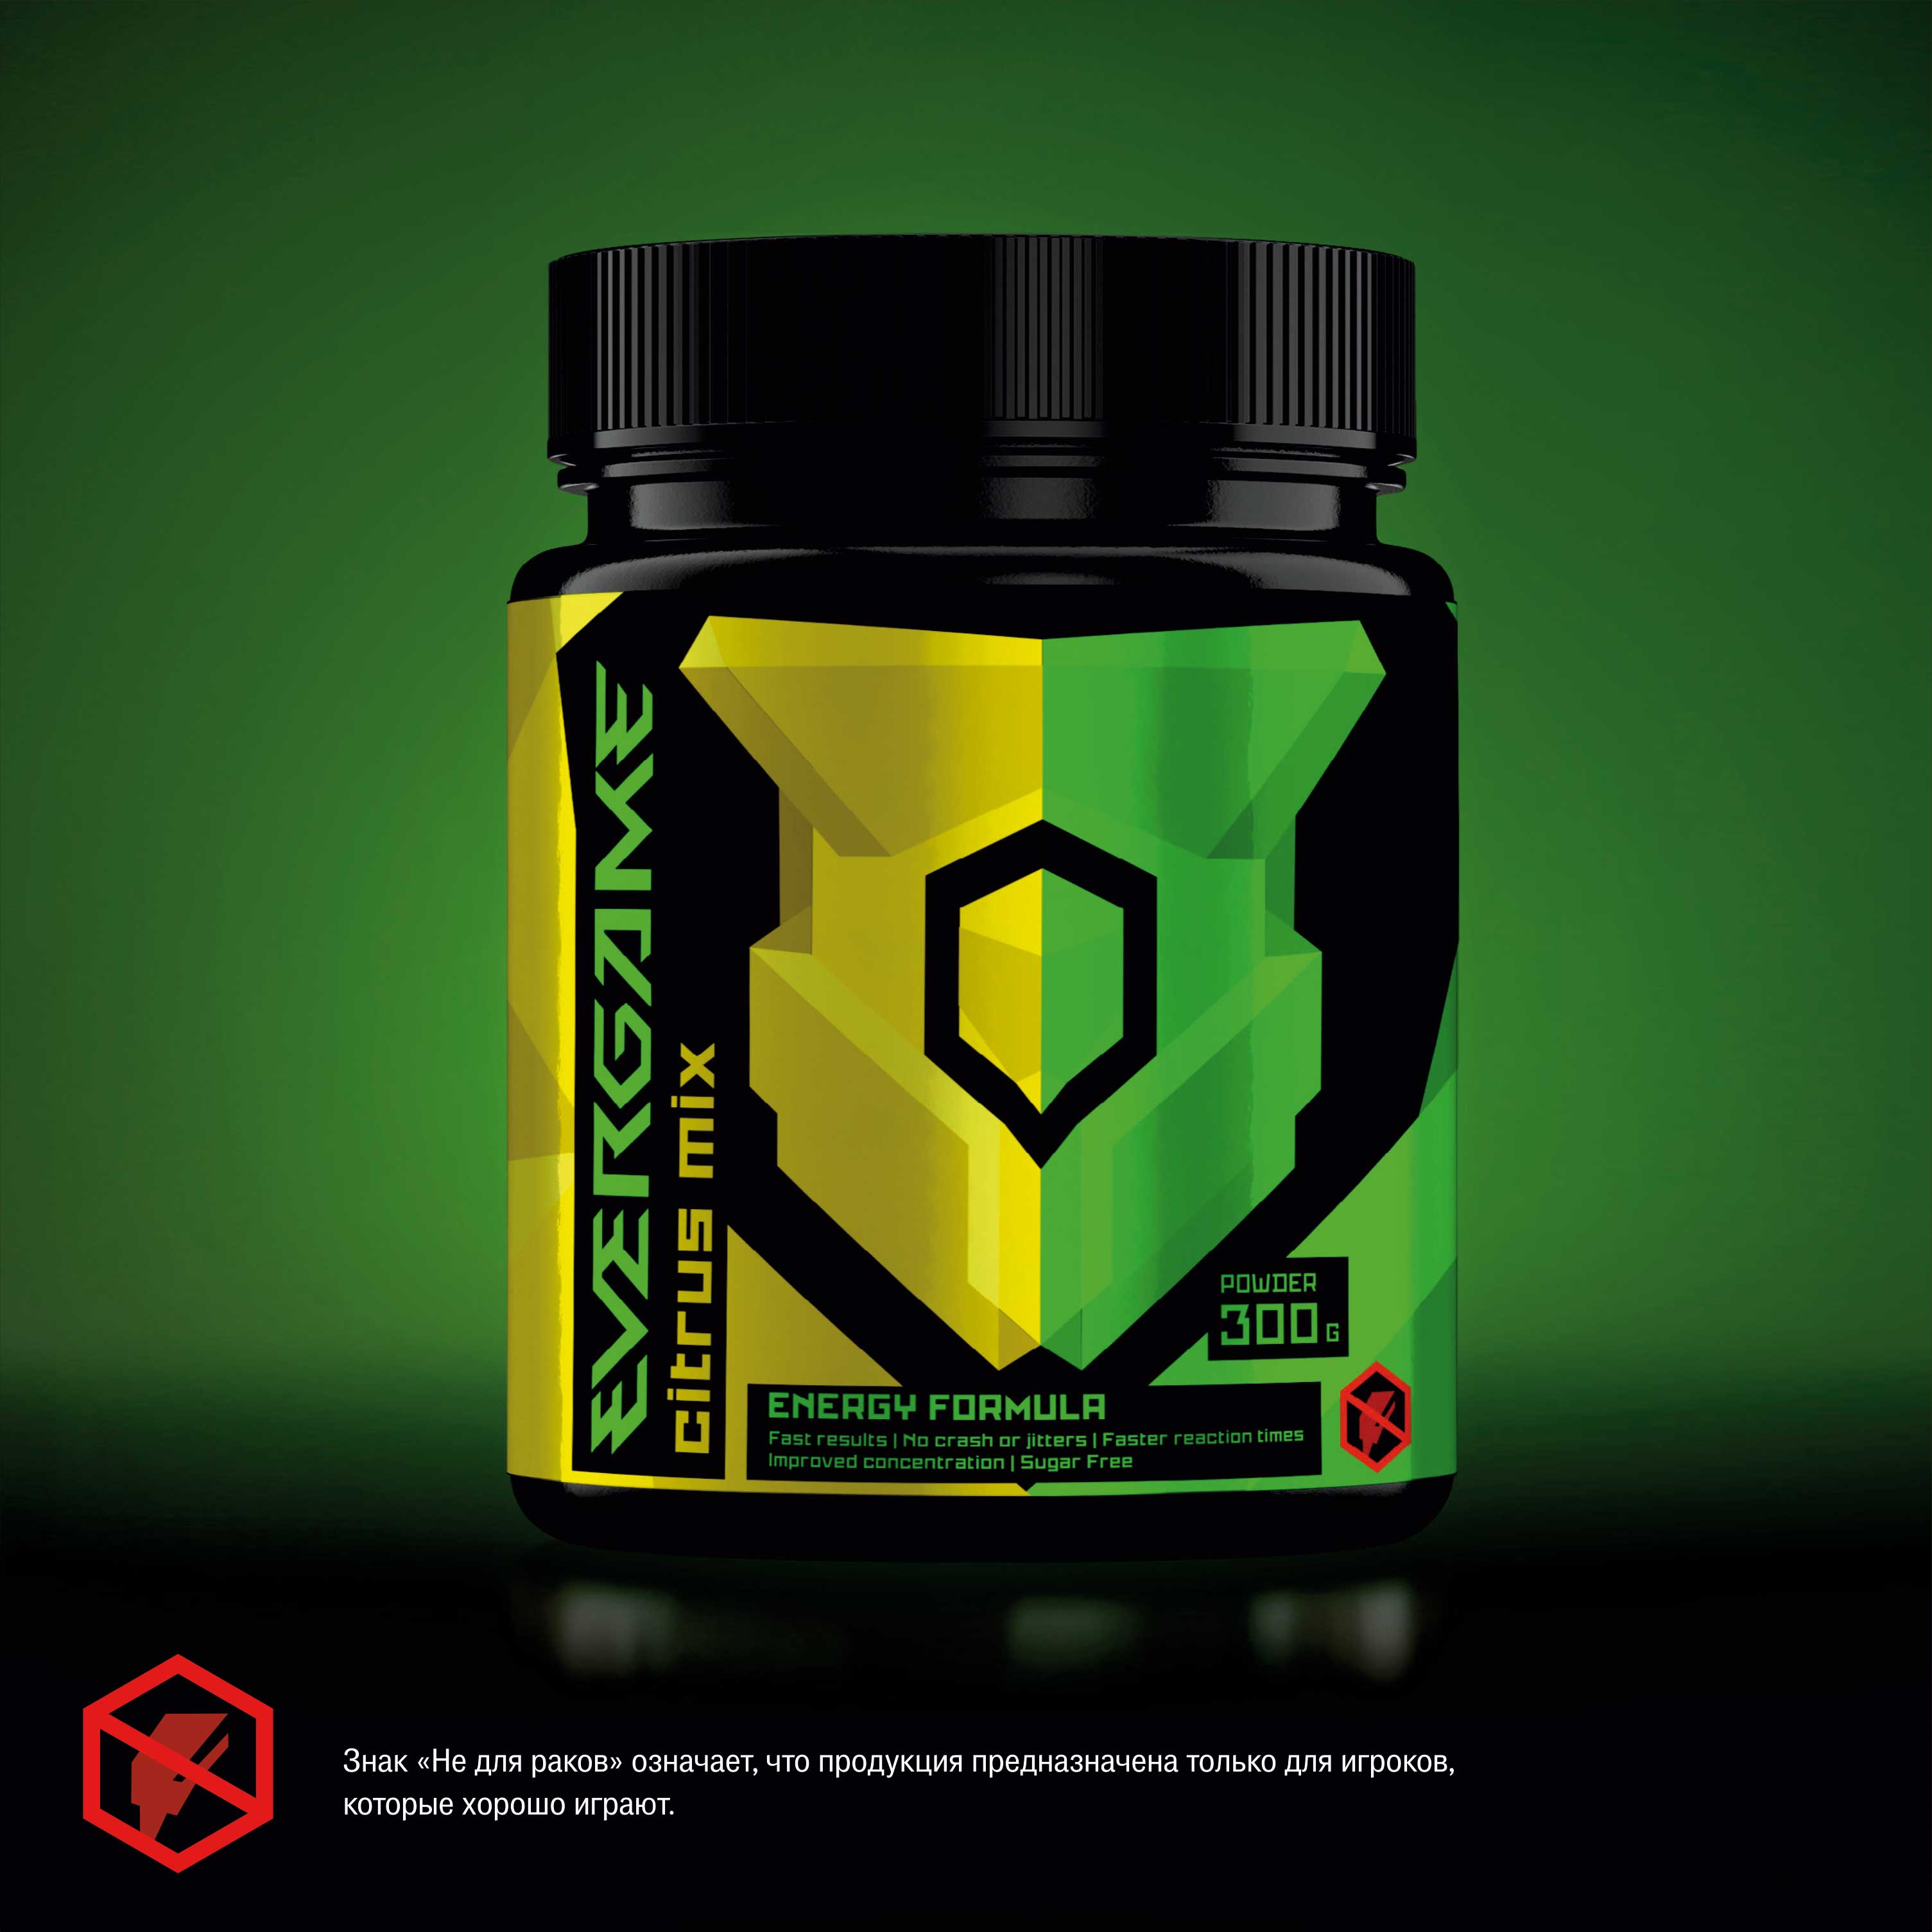 EVERGAME
citrus mix
POWDER
300 G
ENERGY FORMULA
Fast results | No crash or jitters | Faster reaction times
Improved concentration | Sugar Free
Знак «Не для раков» означает, что продукция предназначена только для игроков,
которые хорошо играют.